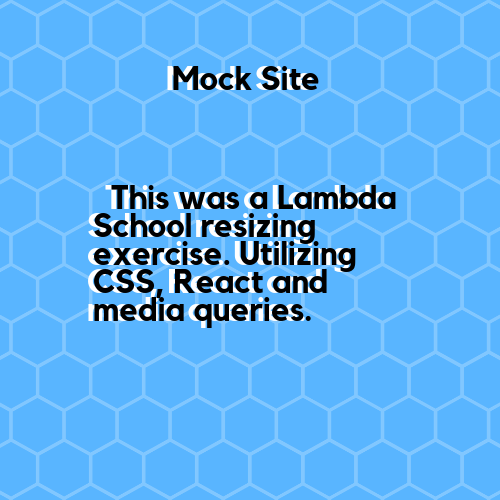 Mock Site
This was a Lambda
School resizing
exercise. Utilizing
CSS, React and
media queries.